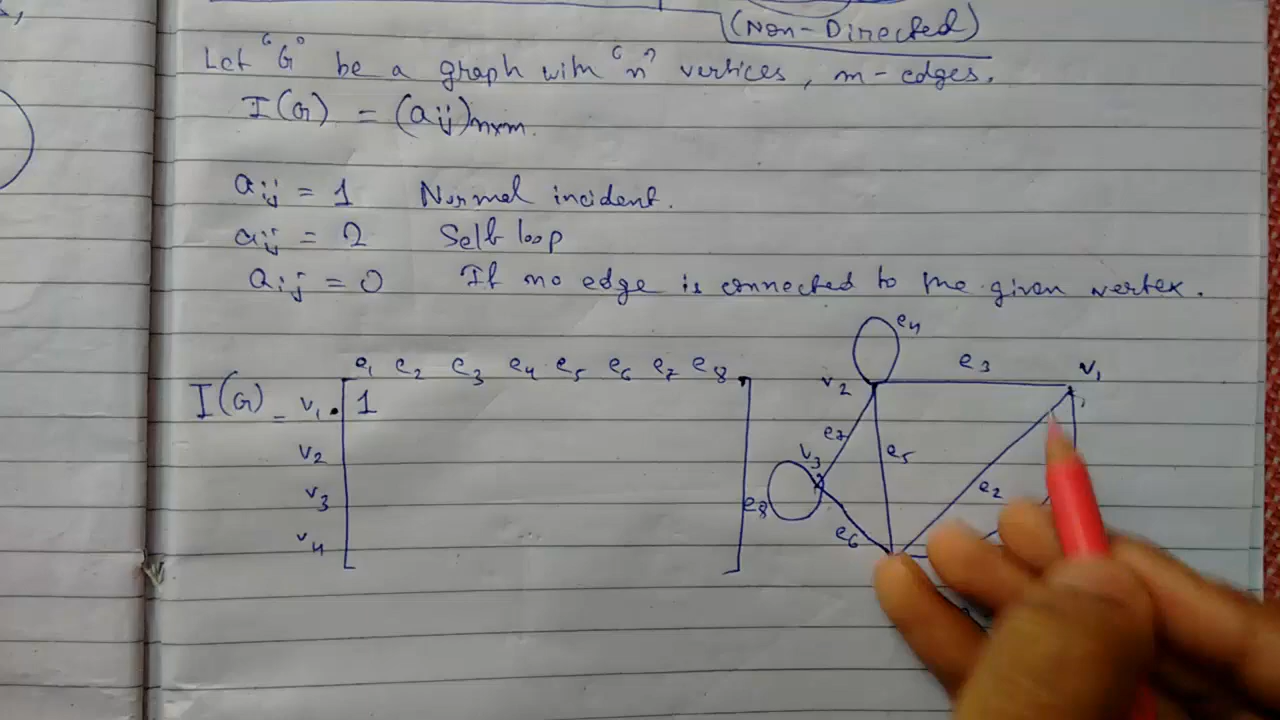 (Non-Directed)
Let "G" be a graph with "n" vertices, m-edges.
I(G) = (aij)nxm.
aij = 1 Normal incident.
aij = 2 Self loop
aij = 0 If no edge is connected to the given vertex.
I(G) =
e1 e2 e3 e4 e5 e6 e7 e8
v1 1
v2
v3
v4
e4
e3
v1
v2
e7
v3
e5
e2
e8
e6